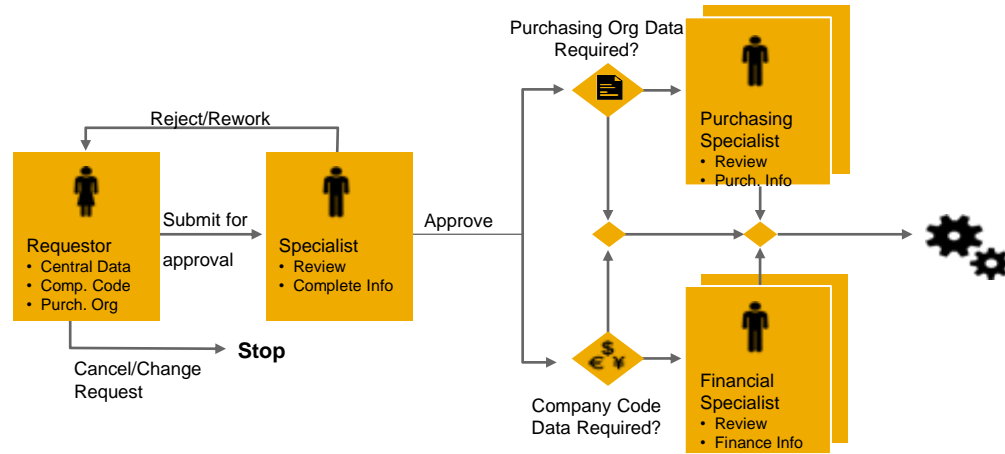 Purchasing Org Data
Required?
Reject/Rework
Requestor
• Central Data
• Comp. Code
• Purch. Org
Submit for
approval
Specialist
• Review
• Complete Info
Approve
Purchasing
Specialist
• Review
• Purch. Info
Cancel/Change
Request
Stop
$
€ ¥
Company Code
Data Required?
Financial
Specialist
• Review
• Finance Info